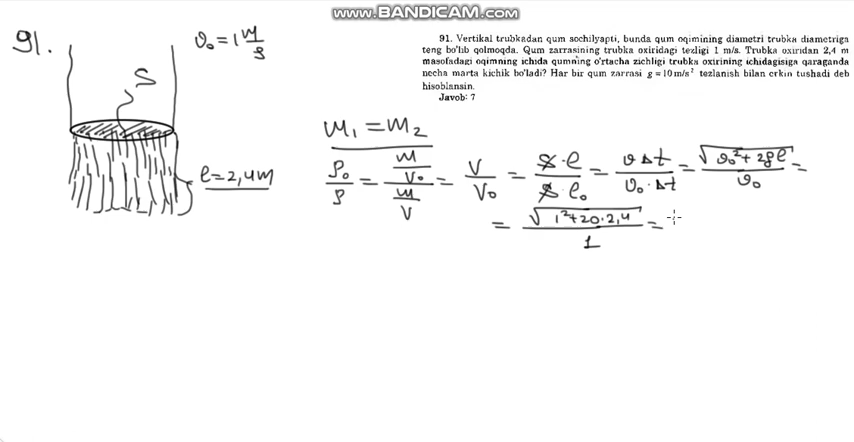 www.BANDICAM.com
91. Vertikal trubkadan qum sochilyapti, bunda qum oqimining diametri trubka diametriga
teng bo'lib qolmoqda. Qum zarrasining trubka oxiridagi tezligi 1 m/s. Trubka oxiridan 2,4 m
masofadagi oqimning ichida qumning o'rtacha zichligi trubka oxirining ichidagisiga qaraganda
necha marta kichik bo'ladi? Har bir qum zarrasi g = 10 m/s² tezlanish bilan erkin tushadi deb
hisoblansin.
Javob: 7
91.
υ₀ = 1 м/s
S
ℓ = 2,4 м
м₁ = м₂
ρ₀/ρ = (м/V₀)/(м/V) = V/V₀ = S·ℓ/S·ℓ₀ = υΔt/υ₀·Δt = √(υ₀² + 2gℓ)/υ₀ =
= √(1² + 20·2,4)/1 =